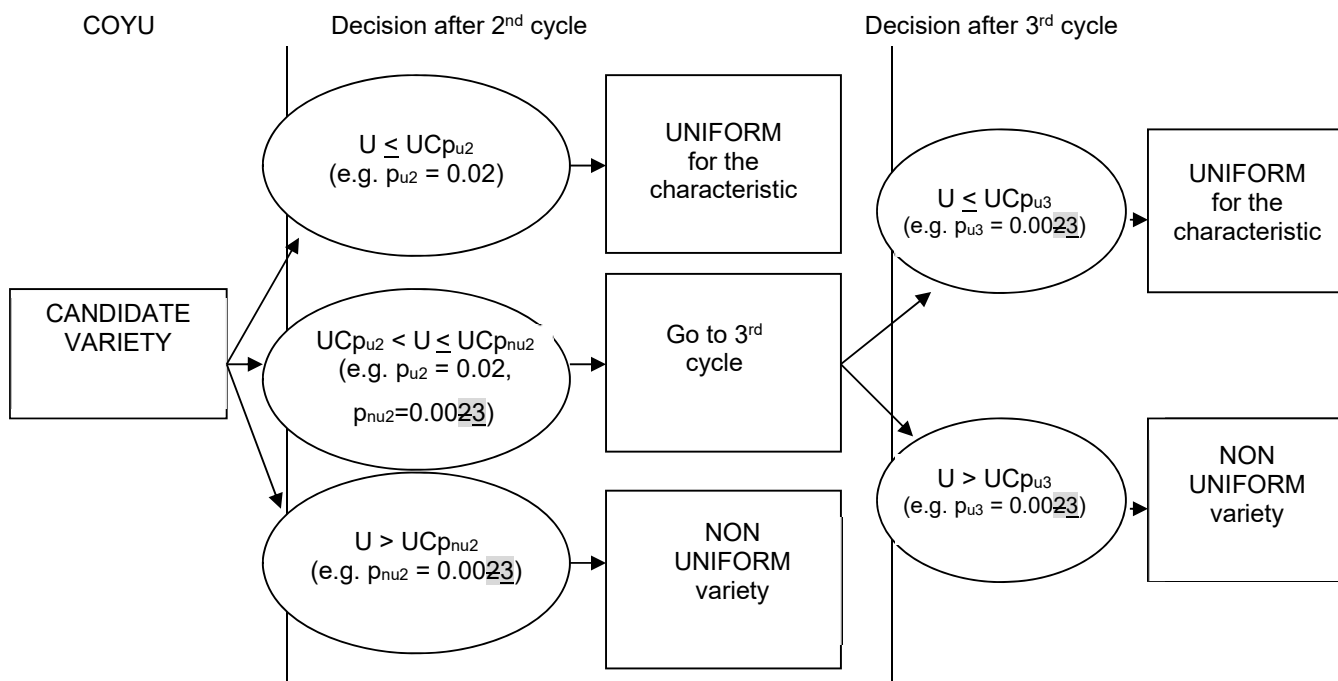 COYU
Decision after 2nd cycle
Decision after 3rd cycle
CANDIDATE
VARIETY
U ≤ UCpu2
(e.g. pu2 = 0.02)
UNIFORM
for the
characteristic
UCpu2 < U ≤ UCpnu2
(e.g. pu2 = 0.02,
pnu2=0.0023)
Go to 3rd
cycle
U > UCpnu2
(e.g. pnu2 = 0.0023)
NON
UNIFORM
variety
U ≤ UCpu3
(e.g. pu3 = 0.0023)
UNIFORM
for the
characteristic
U > UCpu3
(e.g. pu3 = 0.0023)
NON
UNIFORM
variety